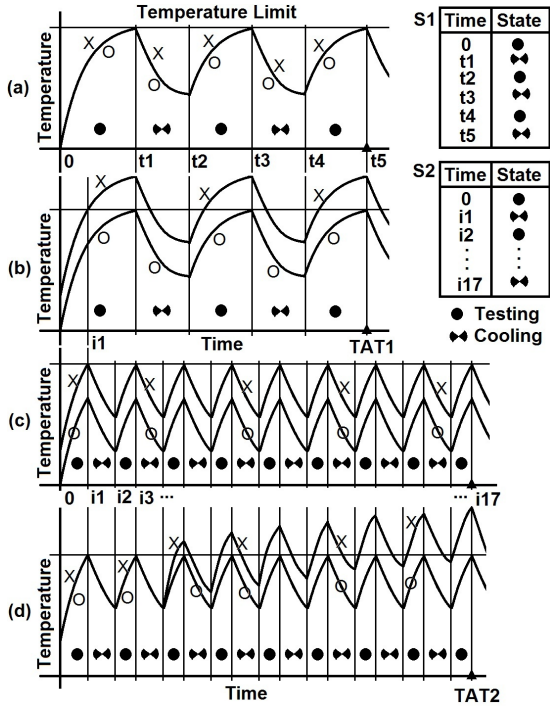 Temperature Limit
(a)
Temperature
X O X O X O X O X O
0 t1 t2 t3 t4 t5
(b)
Temperature
X O O X O O X O
i1 Time TAT1
(c)
Temperature
X O X O X O X O X O
0 i1 i2 i3 ... ... i17
(d)
Temperature
X O X O X O X O X O X O
Time TAT2
S1
Time State
0
t1
t2
t3
t4
t5
S2
Time State
0
i1
i2
i17
Testing
Cooling